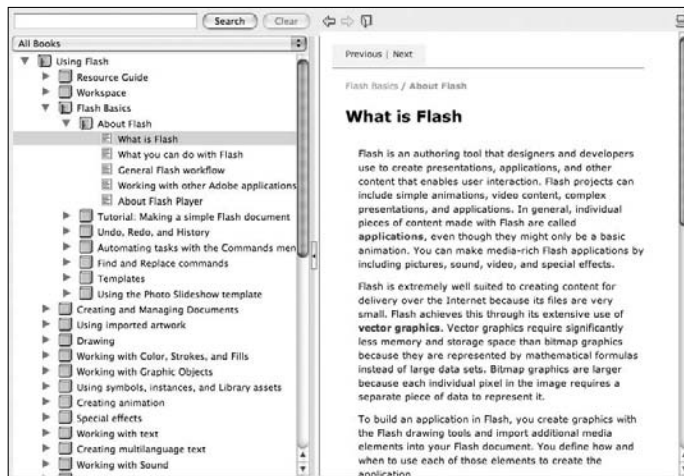 Search
Clear
All Books
Using Flash
Resource Guide
Workspace
Flash Basics
About Flash
What is Flash
What you can do with Flash
General Flash workflow
Working with other Adobe applications
About Flash Player
Tutorial: Making a simple Flash document
Undo, Redo, and History
Automating tasks with the Commands men
Find and Replace commands
Templates
Using the Photo Slideshow template
Creating and Managing Documents
Using imported artwork
Drawing
Working with Color, Strokes, and Fills
Working with Graphic Objects
Using symbols, instances, and Library assets
Creating animation
Special effects
Working with text
Creating multilanguage text
Working with Sound
Previous | Next
Flash Basics / About Flash
What is Flash
Flash is an authoring tool that designers and developers
use to create presentations, applications, and other
content that enables user interaction. Flash projects can
include simple animations, video content, complex
presentations, and applications. In general, individual
pieces of content made with Flash are called
applications, even though they might only be a basic
animation. You can make media-rich Flash applications by
including pictures, sound, video, and special effects.
Flash is extremely well suited to creating content for
delivery over the Internet because its files are very
small. Flash achieves this through its extensive use of
vector graphics. Vector graphics require significantly
less memory and storage space than bitmap graphics
because they are represented by mathematical formulas
instead of large data sets. Bitmap graphics are larger
because each individual pixel in the image requires a
separate piece of data to represent it.
To build an application in Flash, you create graphics with
the Flash drawing tools and import additional media
elements into your Flash document. You define how and
when to use each of those elements to create the
application